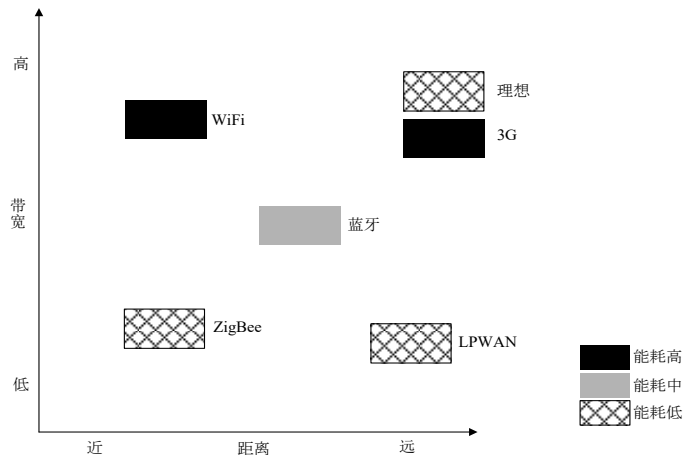 高
理想
WiFi
3G
带宽
蓝牙
ZigBee
LPWAN
低
能耗高
能耗中
能耗低
近
距离
远